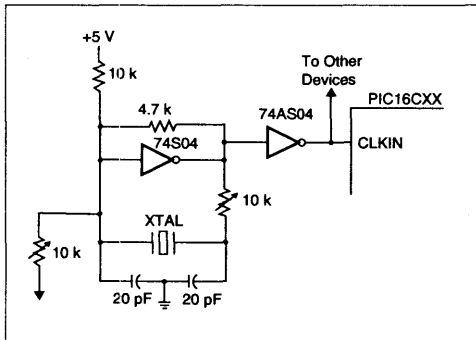 +5 V
10 k
To Other
Devices
PIC16CXX
4.7 k
74AS04
74S04
CLKIN
10 k
XTAL
10 k
20 pF
20 pF